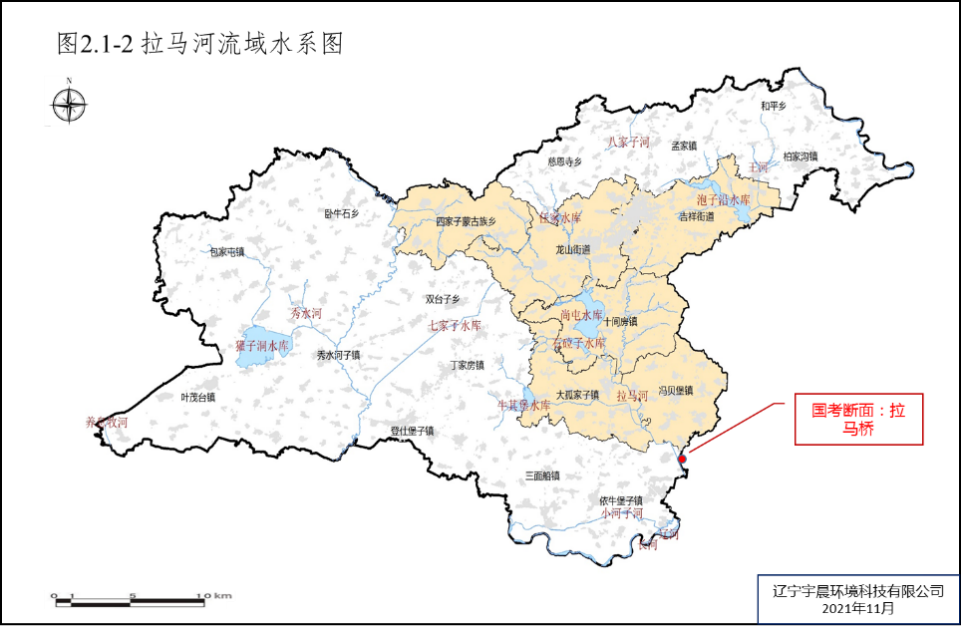 图2.1-2 拉马河流域水系图
N
和平乡
八家子河
孟家镇
柏家沟镇
王河
慈恩寺乡
泡子沿水库
吉祥街道
卧牛石乡
四家子蒙古族乡
龙山街道
包家屯镇
双台子乡
秀水河
尚屯水库
十间房镇
七家子水库
獾子洞水库
秀水河子镇
石砬子水库
丁家房镇
叶茂台镇
大孤家子镇
拉马河
冯贝堡镇
牛其堡水库
国考断面:拉
马桥
登仕堡子镇
三面船镇
依牛堡子镇
小河子河
辽河
0 1 5 10 km
辽宁宇晨环境科技有限公司
2021年11月